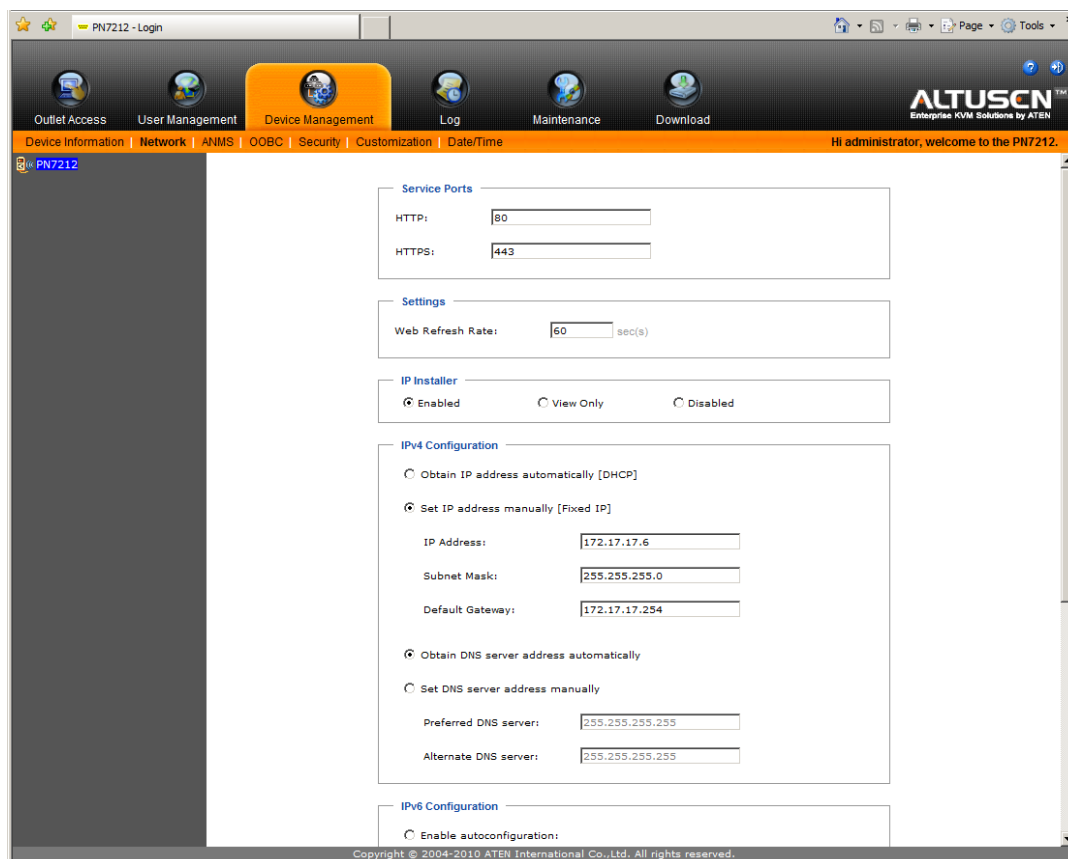 PN7212 - Login
Page
Tools
Outlet Access
User Management
Device Management
Log
Maintenance
Download
ALTUSEN™
Enterprise KVM Solutions by ATEN
Device Information | Network | ANMS | OOBC | Security | Customization | Date/Time
Hi administrator, welcome to the PN7212.
PN7212
Service Ports
HTTP: 80
HTTPS: 443
Settings
Web Refresh Rate: 60 sec(s)
IP Installer
Enabled View Only Disabled
IPv4 Configuration
Obtain IP address automatically [DHCP]
Set IP address manually [Fixed IP]
IP Address: 172.17.17.6
Subnet Mask: 255.255.255.0
Default Gateway: 172.17.17.254
Obtain DNS server address automatically
Set DNS server address manually
Preferred DNS server: 255.255.255.255
Alternate DNS server: 255.255.255.255
IPv6 Configuration
Enable autoconfiguration:
Copyright © 2004-2010 ATEN International Co.,Ltd. All rights reserved.